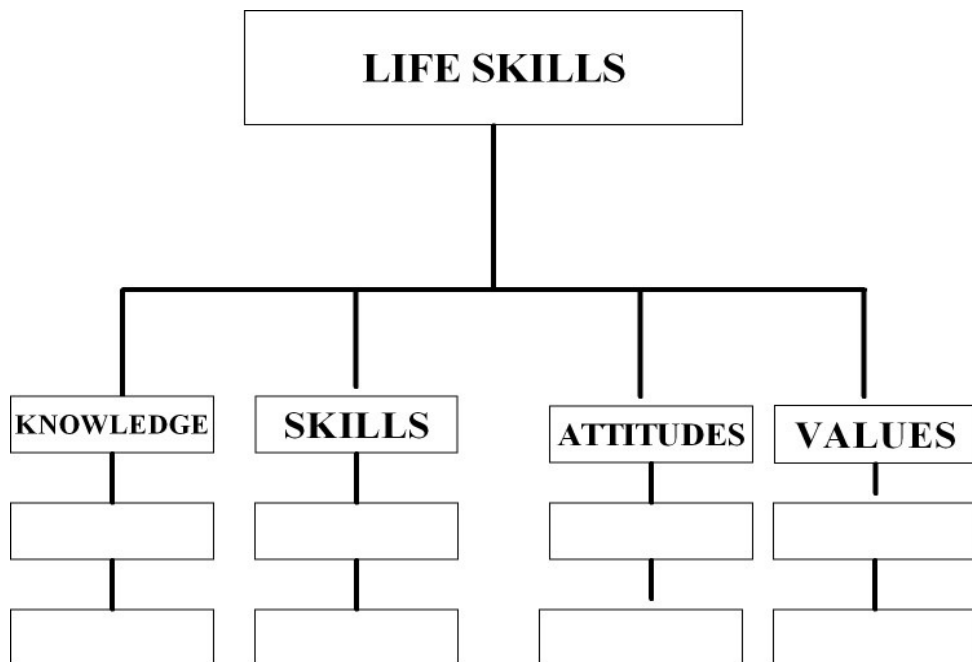 LIFE SKILLS
KNOWLEDGE
SKILLS
ATTITUDES
VALUES